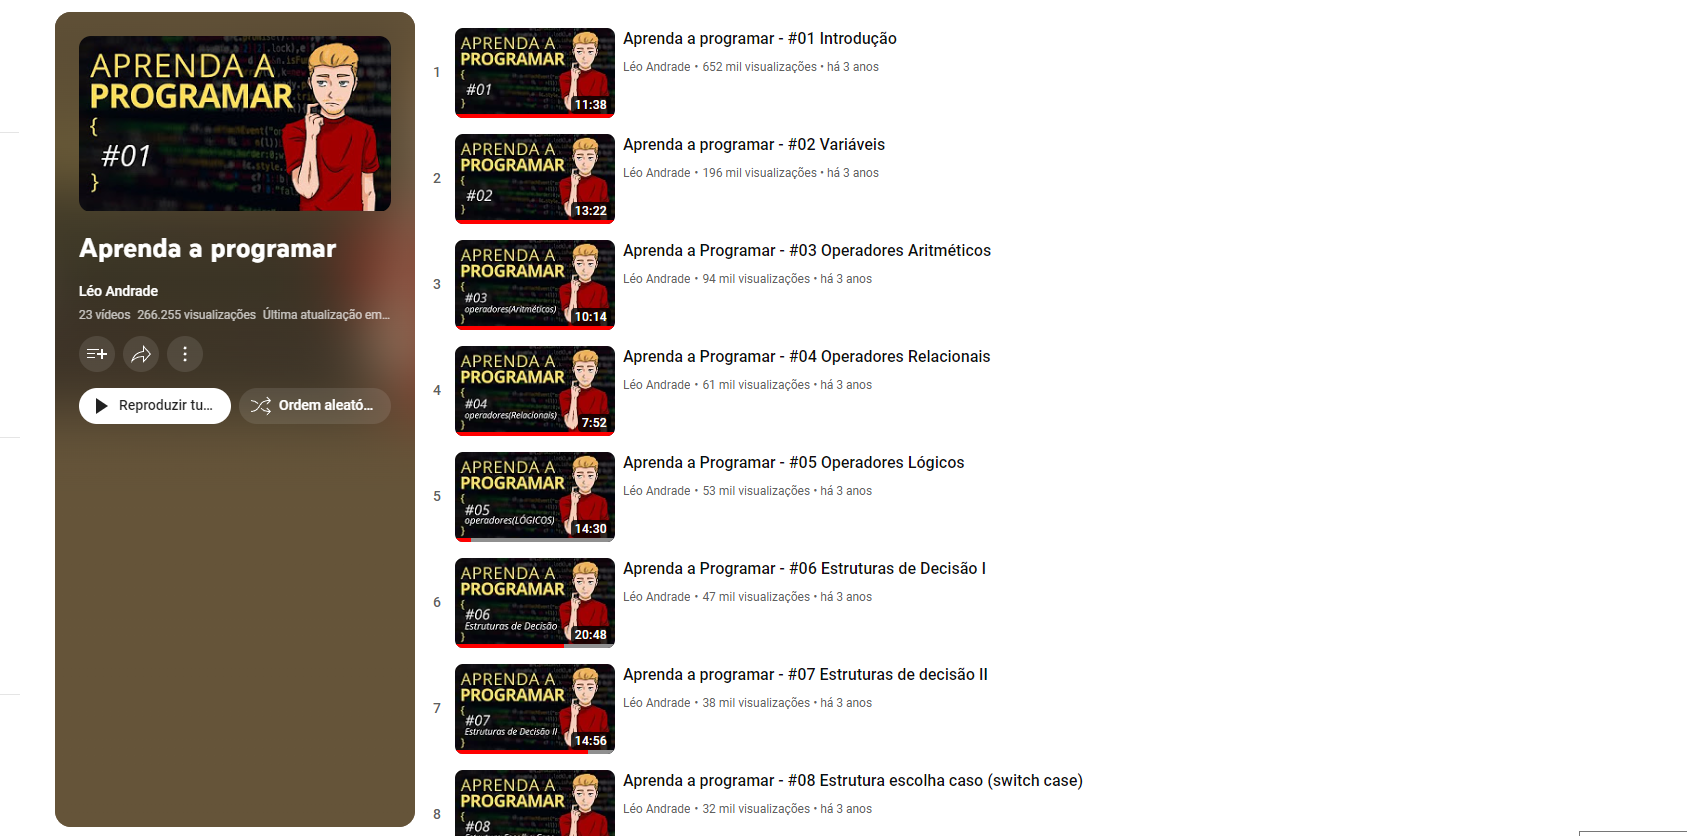 APRENDA A
PROGRAMAR
{
#01
}
Aprenda a programar
Léo Andrade
23 vídeos 266.255 visualizações Última atualização em...
Reproduzir tu...
Ordem aleató...
1
APRENDA A
PROGRAMAR
{
#01
}
11:38
Aprenda a programar - #01 Introdução
Léo Andrade • 652 mil visualizações • há 3 anos
2
APRENDA A
PROGRAMAR
{
#02
}
13:22
Aprenda a programar - #02 Variáveis
Léo Andrade • 196 mil visualizações • há 3 anos
3
APRENDA A
PROGRAMAR
{
#03
operadores(Aritméticos)
}
10:14
Aprenda a Programar - #03 Operadores Aritméticos
Léo Andrade • 94 mil visualizações • há 3 anos
4
APRENDA A
PROGRAMAR
{
#04
operadores(Relacionais)
}
7:52
Aprenda a Programar - #04 Operadores Relacionais
Léo Andrade • 61 mil visualizações • há 3 anos
5
APRENDA A
PROGRAMAR
{
#05
operadores(LÓGICOS)
}
14:30
Aprenda a Programar - #05 Operadores Lógicos
Léo Andrade • 53 mil visualizações • há 3 anos
6
APRENDA A
PROGRAMAR
{
#06
Estruturas de Decisão
}
20:48
Aprenda a Programar - #06 Estruturas de Decisão I
Léo Andrade • 47 mil visualizações • há 3 anos
7
APRENDA A
PROGRAMAR
{
#07
Estruturas de Decisão II
}
14:56
Aprenda a programar - #07 Estruturas de decisão II
Léo Andrade • 38 mil visualizações • há 3 anos
8
APRENDA A
PROGRAMAR
{
#08
Aprenda a programar - #08 Estrutura escolha caso (switch case)
Léo Andrade • 32 mil visualizações • há 3 anos